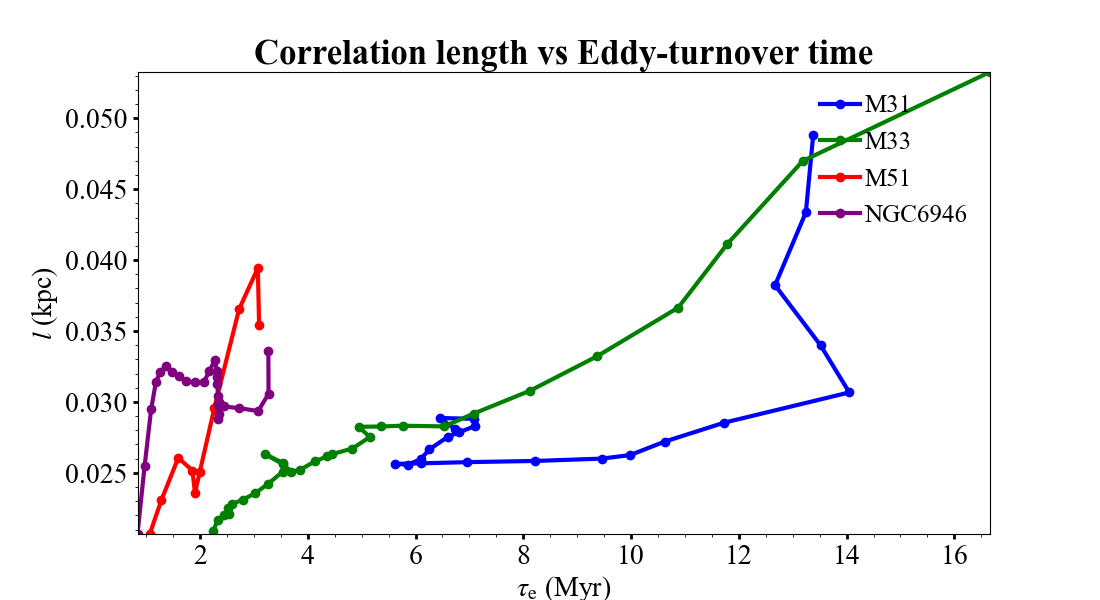 Correlation length vs Eddy-turnover time
M31
M33
M51
NGC6946
0.050
0.045
0.040
0.035
0.030
0.025
l (kpc)
2 4 6 8 10 12 14 16
τe (Myr)